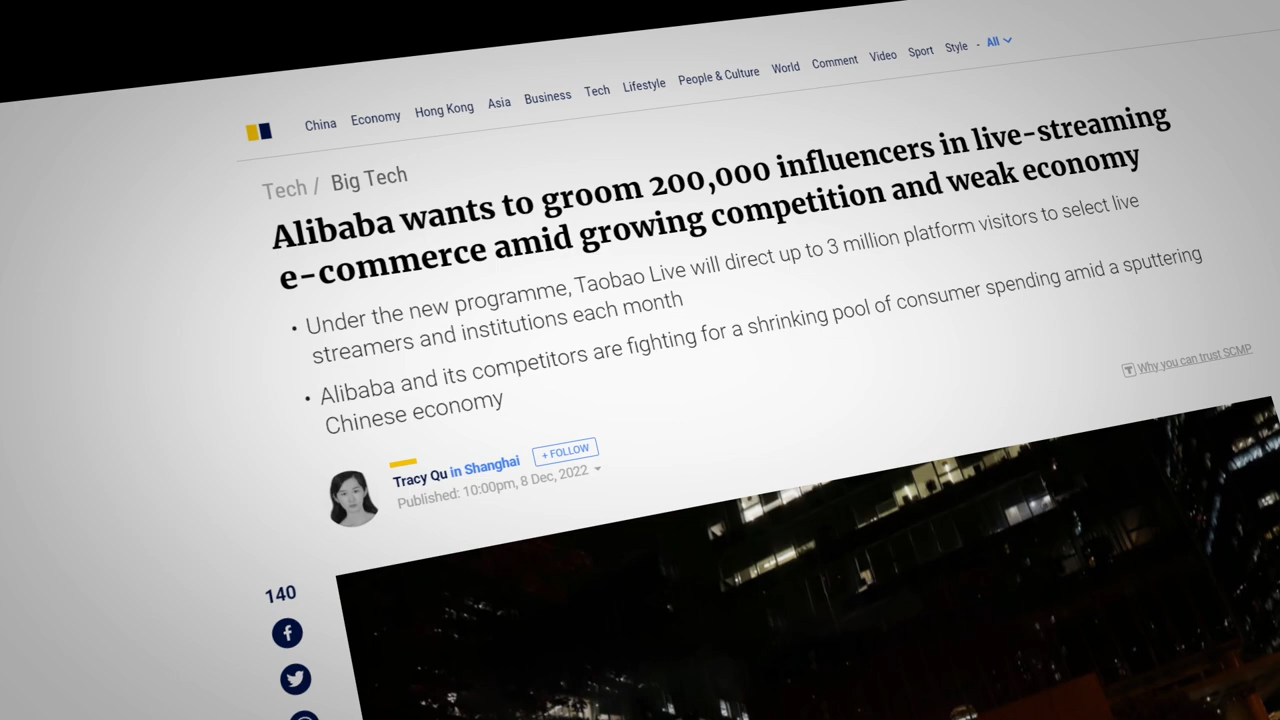 China Economy Hong Kong Asia Business Tech Lifestyle People & Culture World Comment Video Sport Style - All
Tech / Big Tech
Alibaba wants to groom 200,000 influencers in live-streaming
e-commerce amid growing competition and weak economy
• Under the new programme, Taobao Live will direct up to 3 million platform visitors to select live
streamers and institutions each month
• Alibaba and its competitors are fighting for a shrinking pool of consumer spending amid a sputtering
Chinese economy
Why you can trust SCMP
Tracy Qu in Shanghai + FOLLOW
Published: 10:00pm, 8 Dec, 2022
140